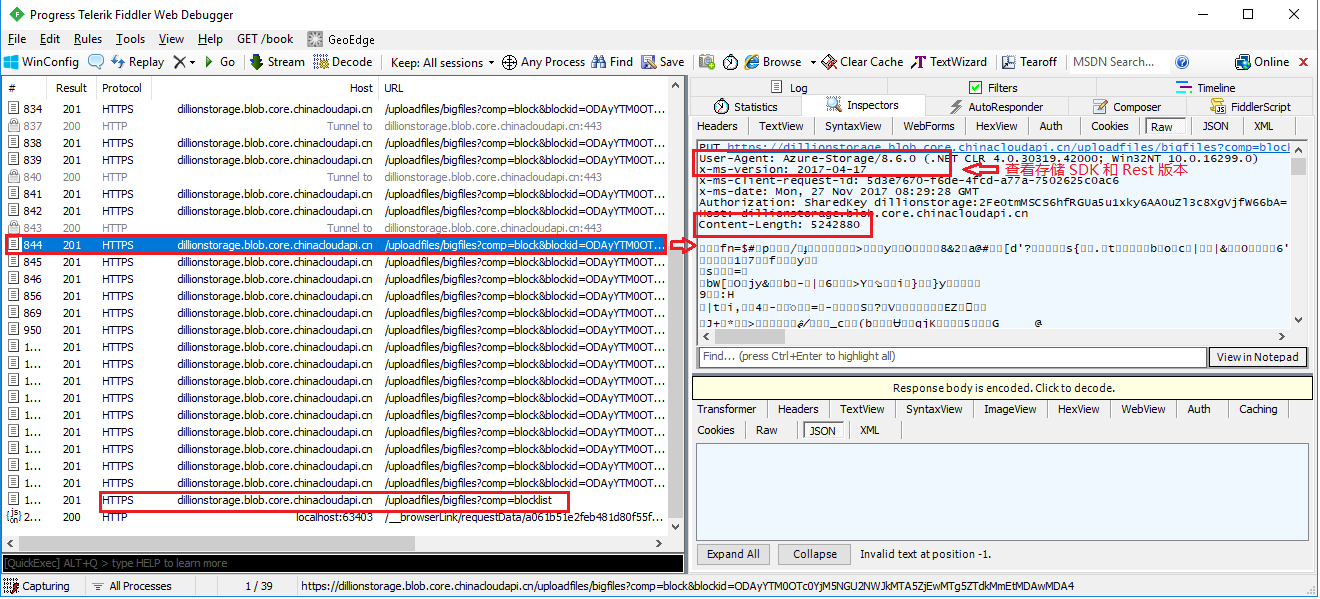 Progress Telerik Fiddler Web Debugger
File Edit Rules Tools View Help GET /book GeoEdge
WinConfig Replay Go Stream Decode Keep: All sessions Any Process Find Save Browse Clear Cache TextWizard Tearoff MSDN Search... Online
# Result Protocol Host URL
834 201 HTTPS dillionstorage.blob.core.chinacloudapi.cn /uploadfiles/bigfiles?comp=block&blockid=ODAyYTM0OT...
837 200 HTTP Tunnel to dillionstorage.blob.core.chinacloudapi.cn:443
838 201 HTTPS dillionstorage.blob.core.chinacloudapi.cn /uploadfiles/bigfiles?comp=block&blockid=ODAyYTM0OT...
839 201 HTTPS dillionstorage.blob.core.chinacloudapi.cn /uploadfiles/bigfiles?comp=block&blockid=ODAyYTM0OT...
840 200 HTTP Tunnel to dillionstorage.blob.core.chinacloudapi.cn:443
841 201 HTTPS dillionstorage.blob.core.chinacloudapi.cn /uploadfiles/bigfiles?comp=block&blockid=ODAyYTM0OT...
842 201 HTTPS dillionstorage.blob.core.chinacloudapi.cn /uploadfiles/bigfiles?comp=block&blockid=ODAyYTM0OT...
843 200 HTTP Tunnel to dillionstorage.blob.core.chinacloudapi.cn:443
844 201 HTTPS dillionstorage.blob.core.chinacloudapi.cn /uploadfiles/bigfiles?comp=block&blockid=ODAyYTM0OT...
845 201 HTTPS dillionstorage.blob.core.chinacloudapi.cn /uploadfiles/bigfiles?comp=block&blockid=ODAyYTM0OT...
846 201 HTTPS dillionstorage.blob.core.chinacloudapi.cn /uploadfiles/bigfiles?comp=block&blockid=ODAyYTM0OT...
856 201 HTTPS dillionstorage.blob.core.chinacloudapi.cn /uploadfiles/bigfiles?comp=block&blockid=ODAyYTM0OT...
869 201 HTTPS dillionstorage.blob.core.chinacloudapi.cn /uploadfiles/bigfiles?comp=block&blockid=ODAyYTM0OT...
950 201 HTTPS dillionstorage.blob.core.chinacloudapi.cn /uploadfiles/bigfiles?comp=block&blockid=ODAyYTM0OT...
1... 201 HTTPS dillionstorage.blob.core.chinacloudapi.cn /uploadfiles/bigfiles?comp=block&blockid=ODAyYTM0OT...
1... 201 HTTPS dillionstorage.blob.core.chinacloudapi.cn /uploadfiles/bigfiles?comp=block&blockid=ODAyYTM0OT...
1... 201 HTTPS dillionstorage.blob.core.chinacloudapi.cn /uploadfiles/bigfiles?comp=block&blockid=ODAyYTM0OT...
1... 201 HTTPS dillionstorage.blob.core.chinacloudapi.cn /uploadfiles/bigfiles?comp=block&blockid=ODAyYTM0OT...
1... 201 HTTPS dillionstorage.blob.core.chinacloudapi.cn /uploadfiles/bigfiles?comp=block&blockid=ODAyYTM0OT...
1... 201 HTTPS dillionstorage.blob.core.chinacloudapi.cn /uploadfiles/bigfiles?comp=block&blockid=ODAyYTM0OT...
1... 201 HTTPS dillionstorage.blob.core.chinacloudapi.cn /uploadfiles/bigfiles?comp=block&blockid=ODAyYTM0OT...
1... 201 HTTPS dillionstorage.blob.core.chinacloudapi.cn /uploadfiles/bigfiles?comp=block&blockid=ODAyYTM0OT...
1... 201 HTTPS dillionstorage.blob.core.chinacloudapi.cn /uploadfiles/bigfiles?comp=block&blockid=ODAyYTM0OT...
1... 201 HTTPS dillionstorage.blob.core.chinacloudapi.cn /uploadfiles/bigfiles?comp=blocklist
2... 200 HTTP localhost:63403 /__browserLink/requestData/a061b51e2feb481d80f55f...
[QuickExec] ALT+Q > type HELP to learn more
Capturing All Processes 1 / 39 https://dillionstorage.blob.core.chinacloudapi.cn/uploadfiles/bigfiles?comp=block&blockid=ODAyYTM0OTc0YjM5NGU2NWJkMTA5ZjEwMTg5ZTdkMmEtMDAwMDA4
Log Filters Timeline
Statistics Inspectors AutoResponder Composer FiddlerScript
Headers TextView SyntaxView WebForms HexView Auth Cookies Raw JSON XML
PUT https://dillionstorage.blob.core.chinacloudapi.cn/uploadfiles/bigfiles?comp=bloc
User-Agent: Azure-Storage/8.6.0 (.NET CLR 4.0.30319.42000; Win32NT 10.0.16299.0)
x-ms-version: 2017-04-17
查看存储 SDK 和 Rest 版本
x-ms-client-request-id: 5d3e7670-f6de-4fcd-a77a-7502625c0ac6
x-ms-date: Mon, 27 Nov 2017 08:29:28 GMT
Authorization: SharedKey dillionstorage:2FeOtmMSCS6hfRGUa5u1xky6AA0uZl3c8XgVjfW66bA=
Host: dillionstorage.blob.core.chinacloudapi.cn
Content-Length: 5242880
Find... (press Ctrl+Enter to highlight all) View in Notepad
Response body is encoded. Click to decode.
Transformer Headers TextView SyntaxView ImageView HexView WebView Auth Caching
Cookies Raw JSON XML
Expand All Collapse Invalid text at position -1.